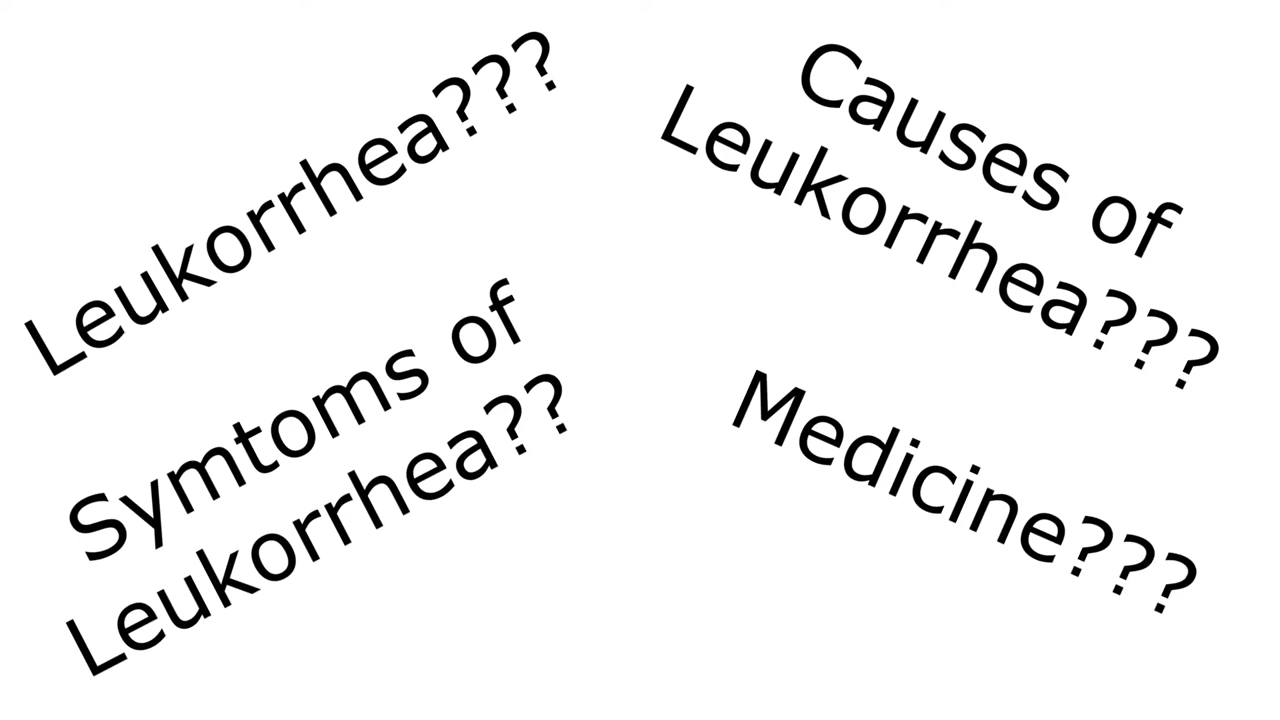 Leukorrhea???
Causes of
Leukorrhea???
Symtoms of
Leukorrhea??
Medicine???